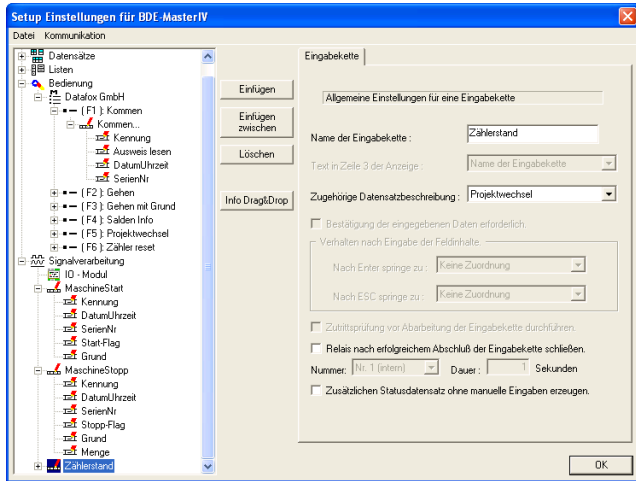 Setup Einstellungen für BDE-MasterIV
Datei Kommunikation
Datensätze
Listen
Bedienung
Datafox GmbH
(F1): Kommen
Kommen...
Kennung
Ausweis lesen
DatumUhrzeit
SerienNr
(F2): Gehen
(F3): Gehen mit Grund
(F4): Salden Info
(F5): Projektwechsel
(F6): Zähler reset
Signalverarbeitung
IO - Modul
MaschineStart
Kennung
DatumUhrzeit
SerienNr
Start-Flag
Grund
MaschineStopp
Kennung
DatumUhrzeit
SerienNr
Stopp-Flag
Grund
Menge
Zählerstand
Einfügen
Einfügen
zwischen
Löschen
Info Drag&Drop
Eingabekette
Allgemeine Einstellungen für eine Eingabekette
Name der Eingabekette : Zählerstand
Text in Zeile 3 der Anzeige : Name der Eingabekette
Zugehörige Datensatzbeschreibung : Projektwechsel
Bestätigung der eingegebenen Daten erforderlich.
Verhalten nach Eingabe der Feldinhalte.
Nach Enter springe zu : Keine Zuordnung
Nach ESC springe zu : Keine Zuordnung
Zutrittsprüfung vor Abarbeitung der Eingabekette durchführen.
Relais nach erfolgreichem Abschluß der Eingabekette schließen.
Nummer: Nr. 1 (intern) Dauer : 1 Sekunden
Zusätzlichen Statusdatensatz ohne manuelle Eingaben erzeugen.
OK